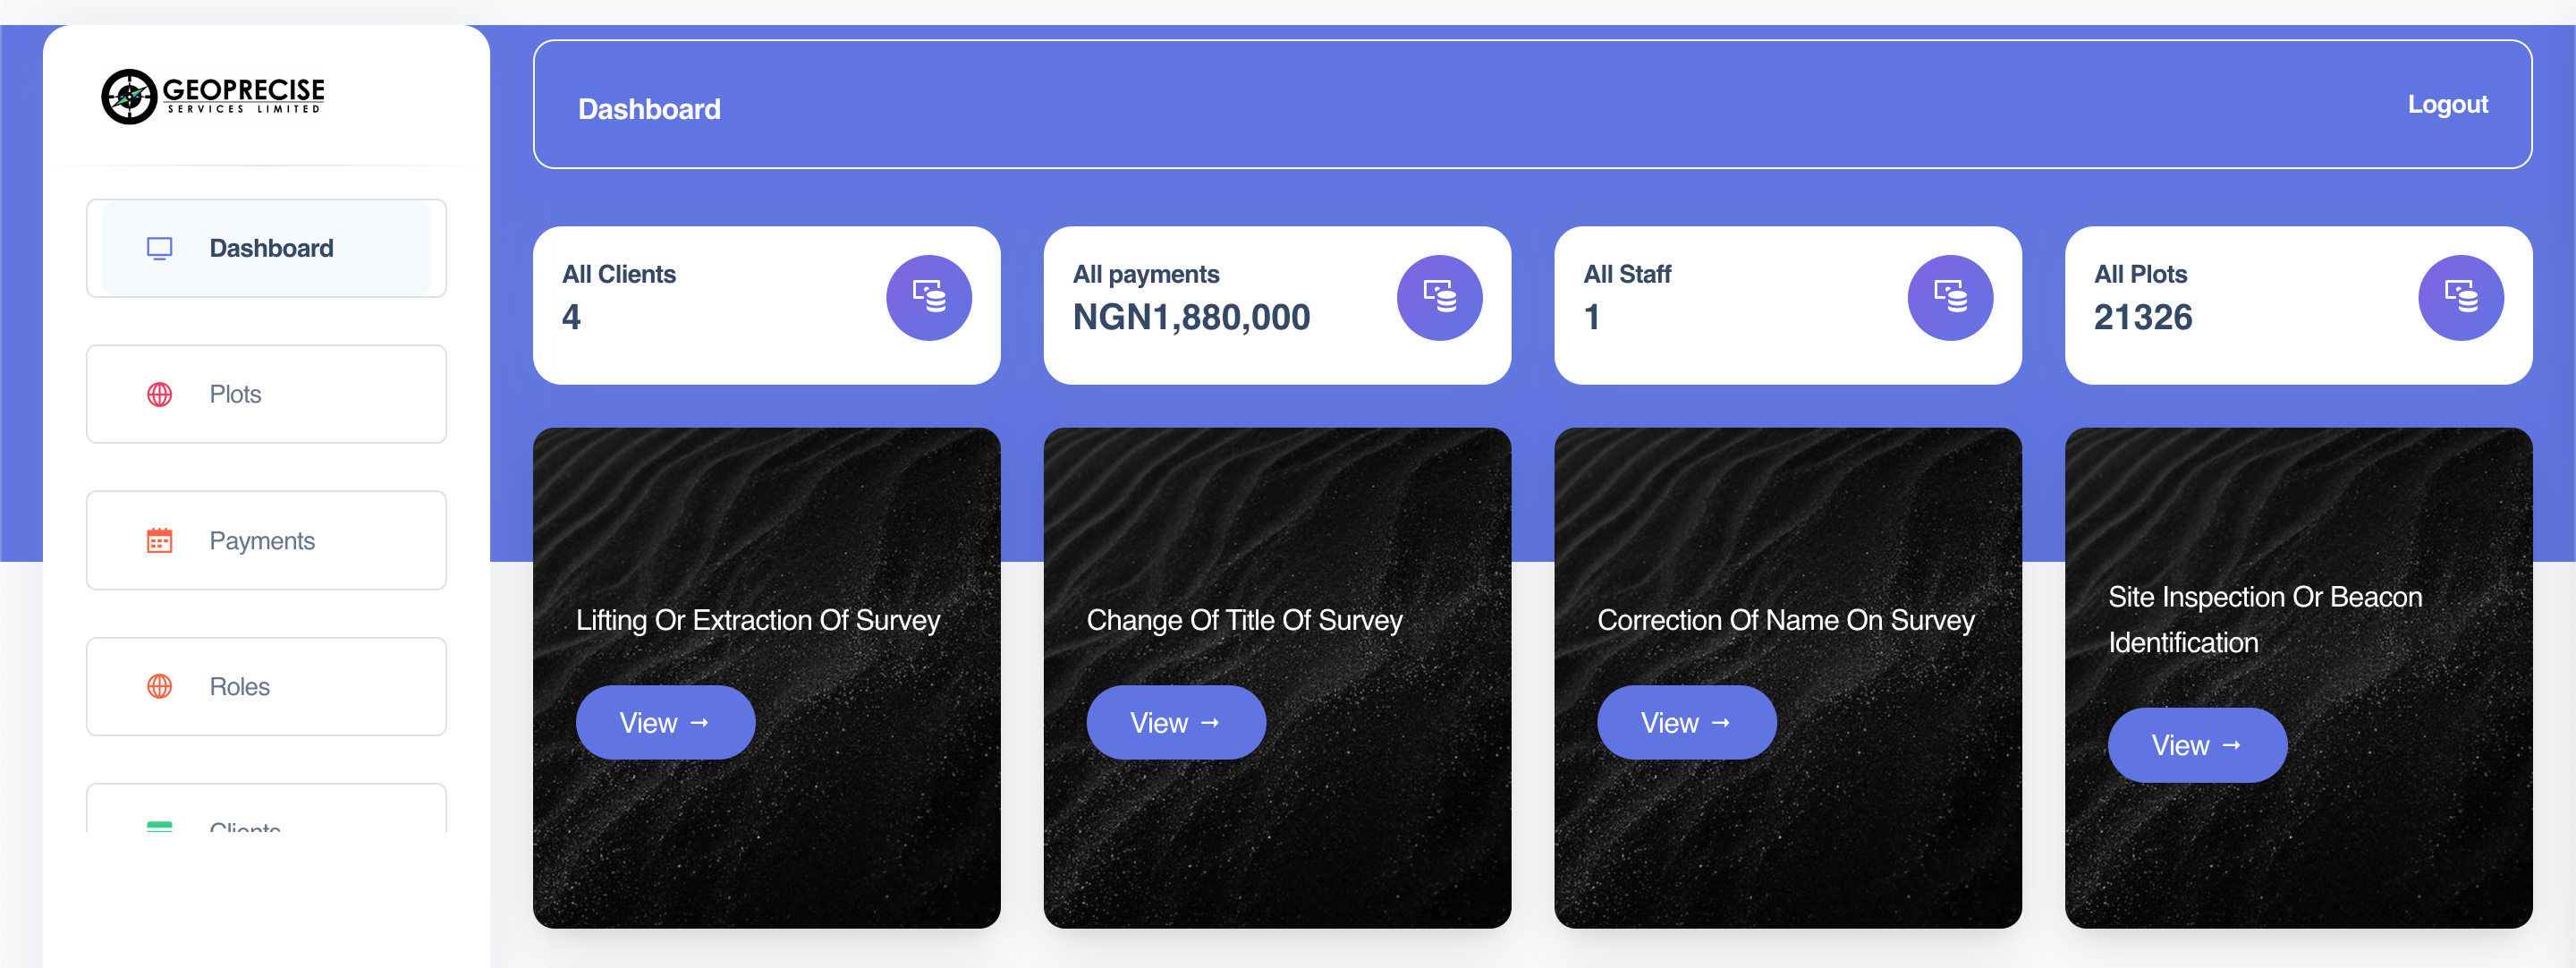 GEOPRECISE
SERVICES LIMITED
Dashboard
Plots
Payments
Roles
Clients
Dashboard
Logout
All Clients
4
All payments
NGN1,880,000
All Staff
1
All Plots
21326
Lifting Or Extraction Of Survey
View →
Change Of Title Of Survey
View →
Correction Of Name On Survey
View →
Site Inspection Or Beacon
Identification
View →